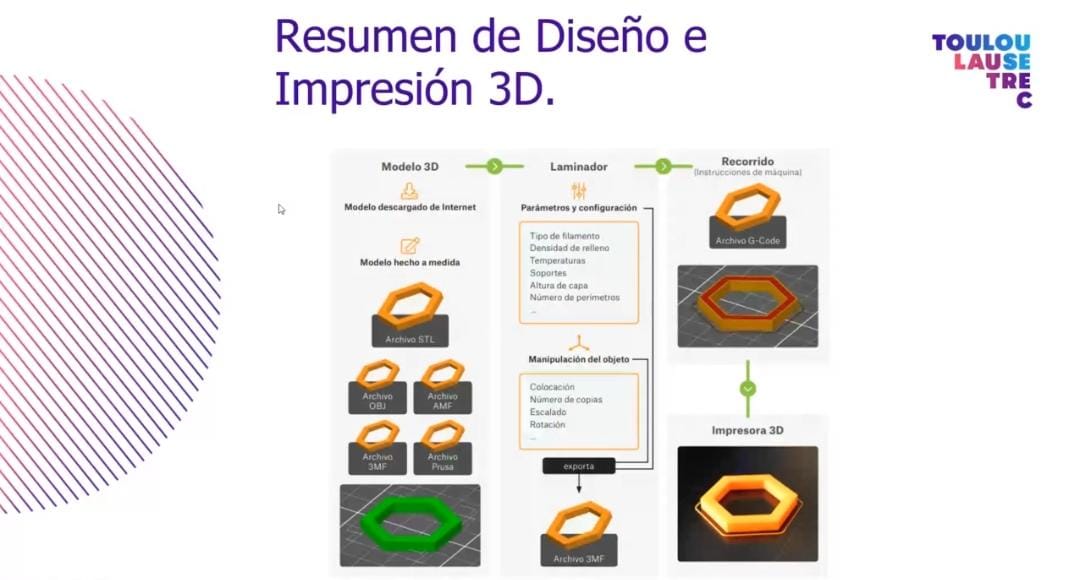 Resumen de Diseño e
Impresión 3D.
TOULOU
LAUSE
TRE
C
Modelo 3D
Modelo descargado de Internet
Modelo hecho a medida
Archivo STL
Archivo
OBJ
Archivo
AMF
Archivo
3MF
Archivo
Prusa
Laminador
Parámetros y configuración
Tipo de filamento
Densidad de relleno
Temperaturas
Soportes
Altura de capa
Número de perímetros
...
Manipulación del objeto
Colocación
Número de copias
Escalado
Rotación
...
exporta
Archivo 3MF
Recorrido
(Instrucciones de máquina)
Archivo G-Code
Impresora 3D